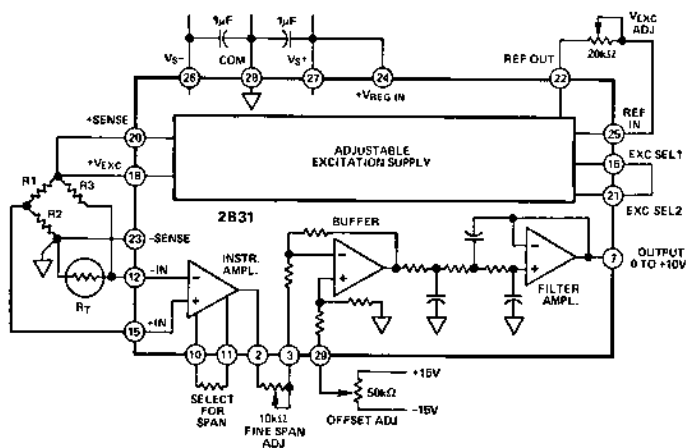 1μF
1μF
VS–
COM
VS+
VEXC
ADJ
20kΩ
REF OUT
26
28
27
24
+VREG IN
22
+SENSE
20
ADJUSTABLE
EXCITATION SUPPLY
REF
IN
25
+VEXC
18
16
EXC SEL1
21
EXC SEL2
R1
R3
R2
2B31
23
–SENSE
BUFFER
INSTR.
AMPL.
12
–IN
RT
15
+IN
7
OUTPUT
0 TO +10V
FILTER
AMPL.
10
11
2
3
29
SELECT
FOR
SPAN
10kΩ
FINE SPAN
ADJ
+15V
50kΩ
OFFSET ADJ
–15V